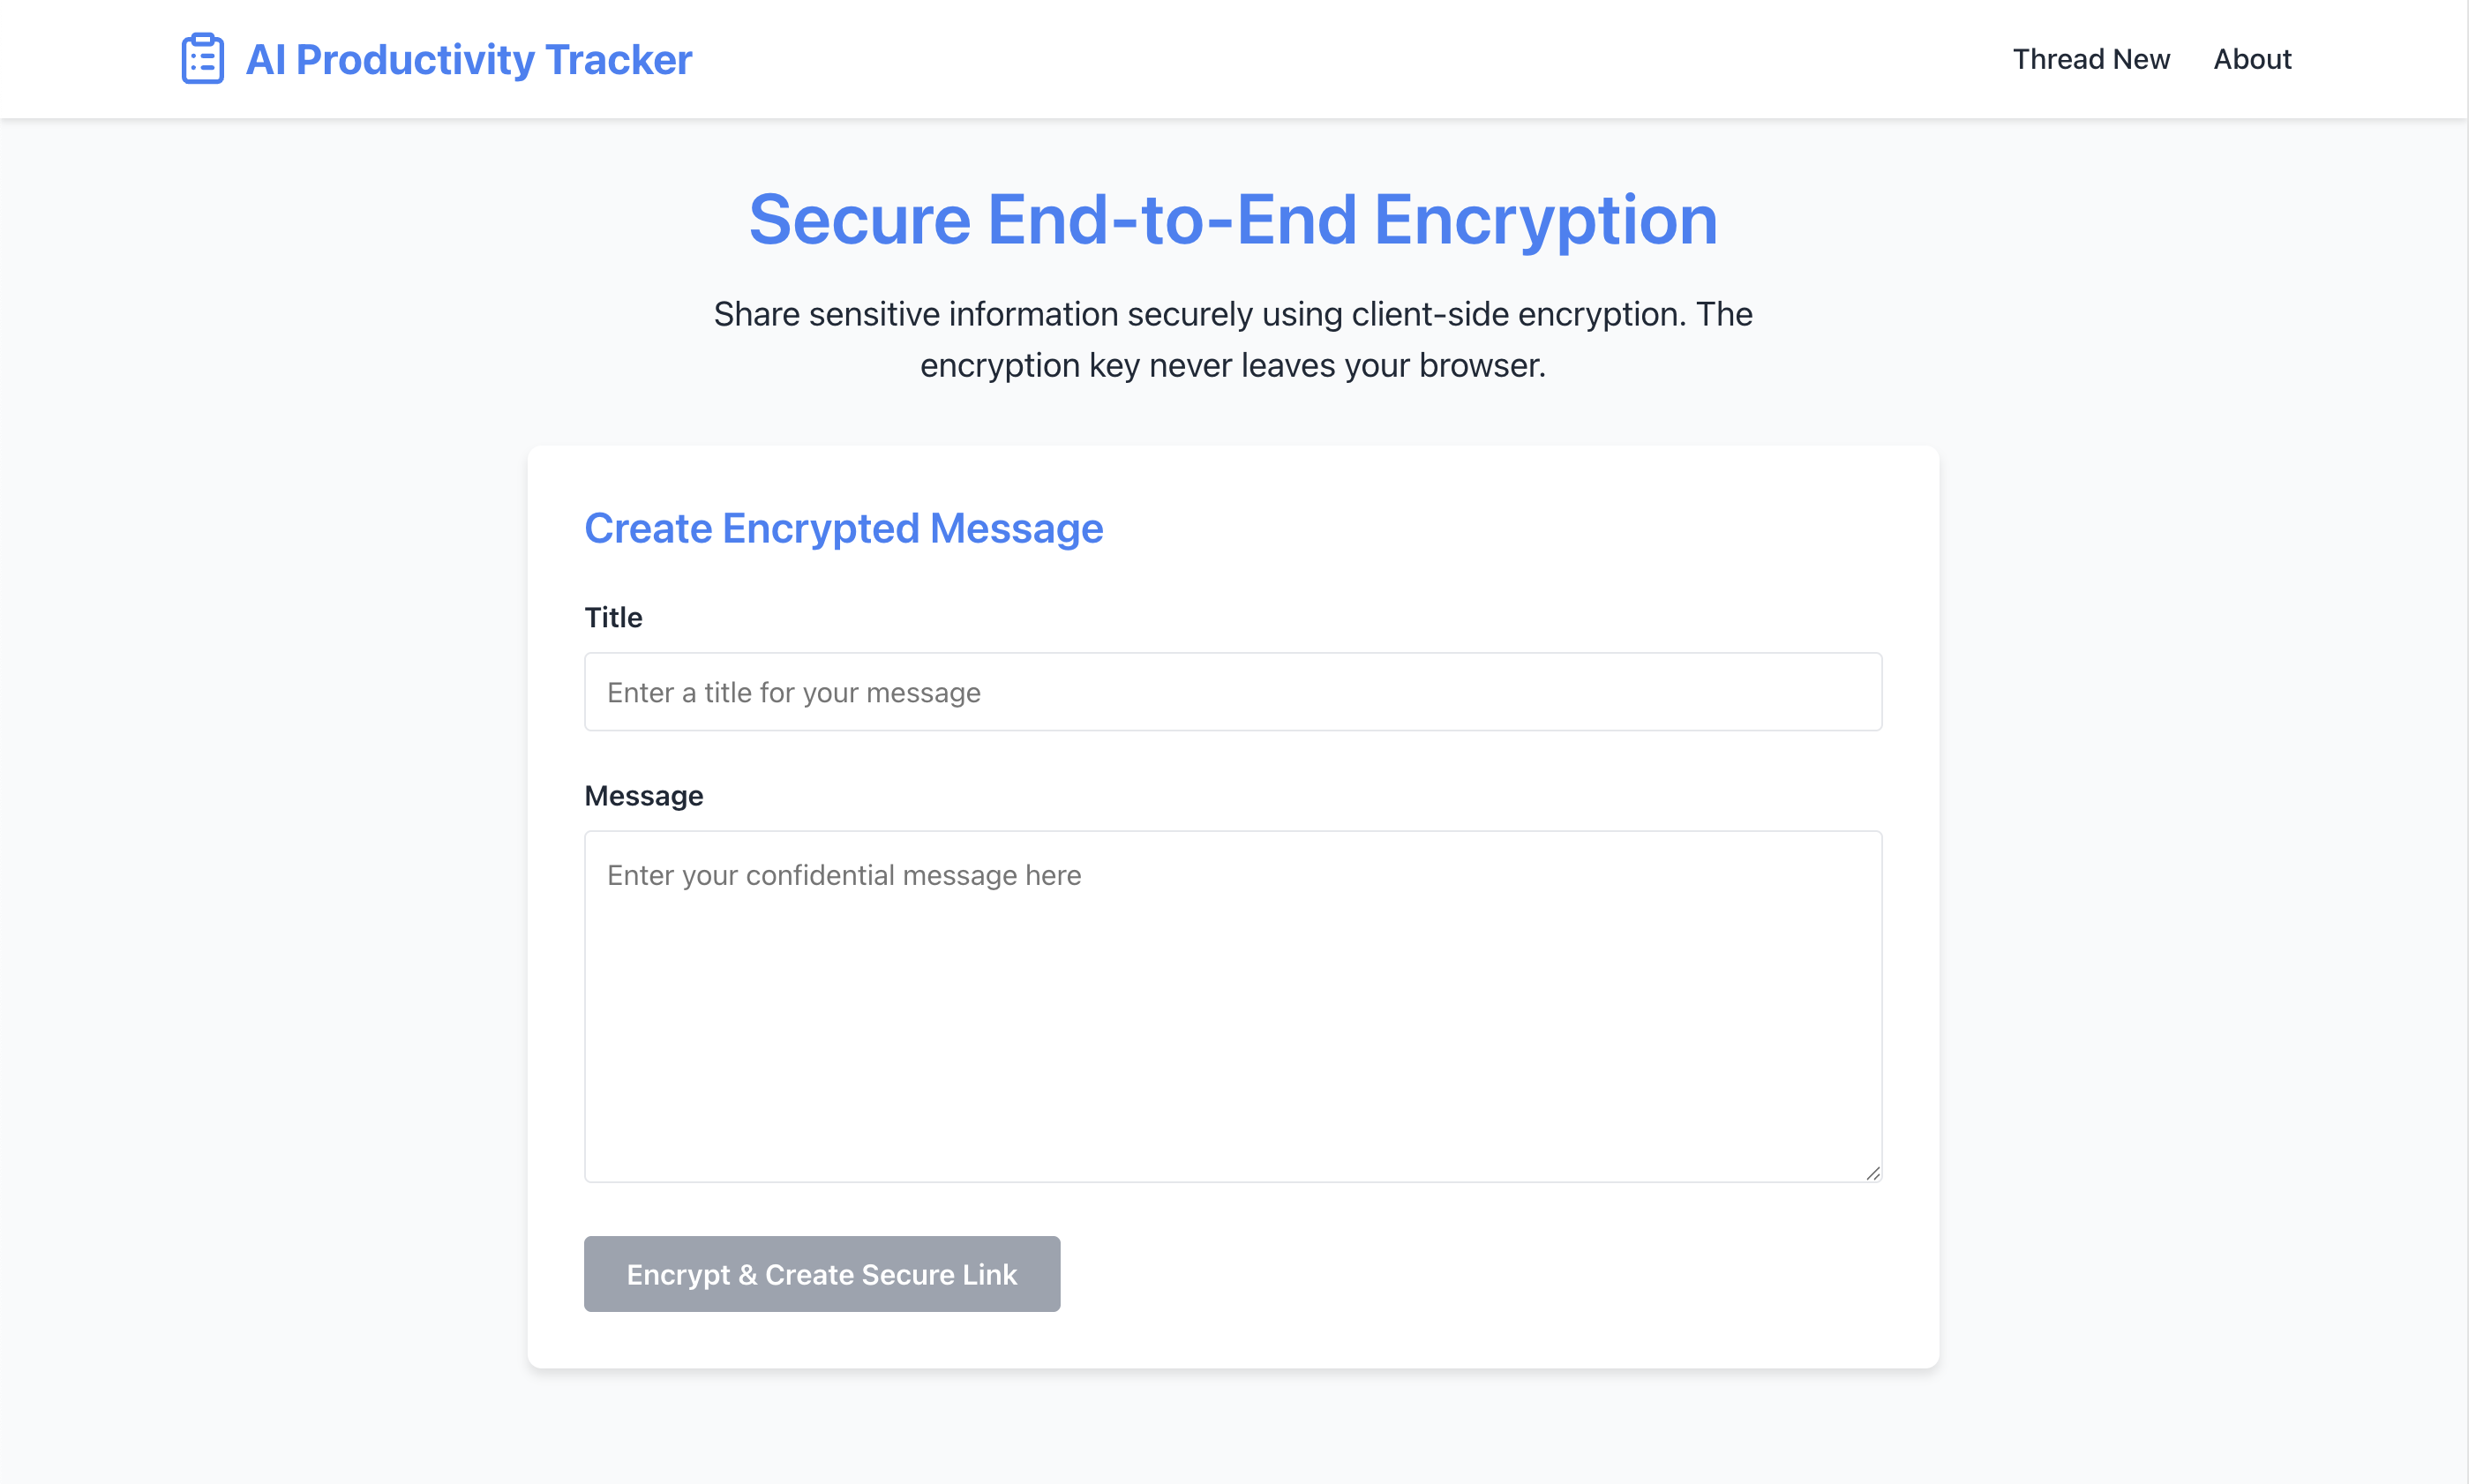 AI Productivity Tracker
Thread New
About
Secure End-to-End Encryption
Share sensitive information securely using client-side encryption. The
encryption key never leaves your browser.
Create Encrypted Message
Title
Enter a title for your message
Message
Enter your confidential message here
Encrypt & Create Secure Link